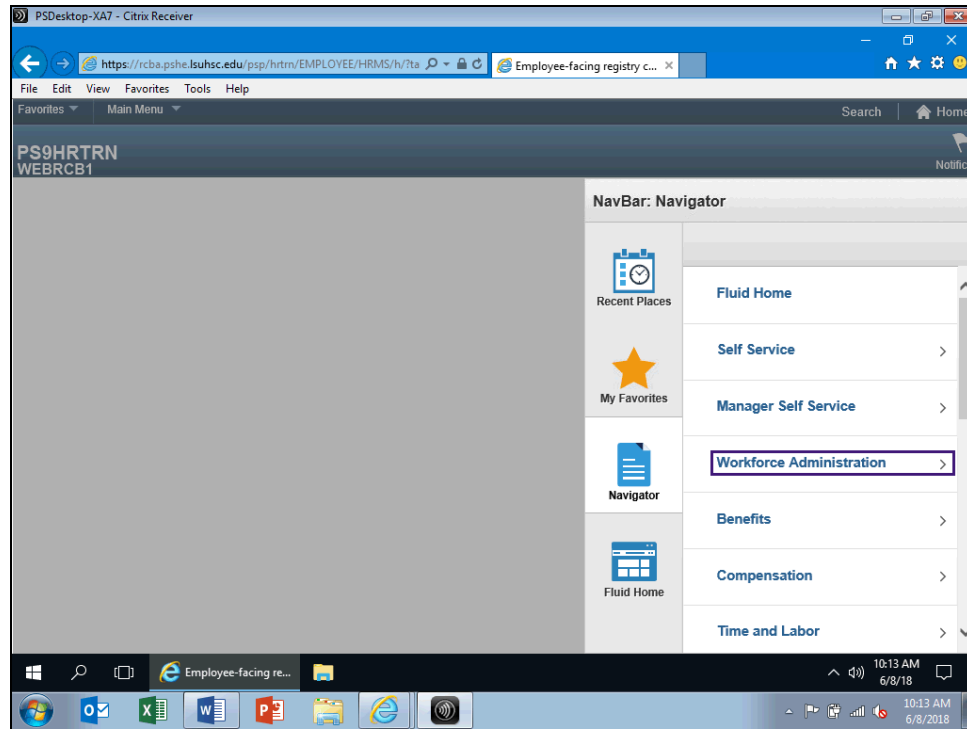 PSDesktop-XA7 - Citrix Receiver
https://rcba.pshe.lsuhsc.edu/psp/hrtrn/EMPLOYEE/HRMS/h/?ta
Employee-facing registry c...
File Edit View Favorites Tools Help
Favorites Main Menu Search Home
PS9HRTRN
WEBRCB1
Notific
NavBar: Navigator
Recent Places
My Favorites
Navigator
Fluid Home
Fluid Home
Self Service
Manager Self Service
Workforce Administration
Benefits
Compensation
Time and Labor
Employee-facing re...
10:13 AM
6/8/18
10:13 AM
6/8/2018